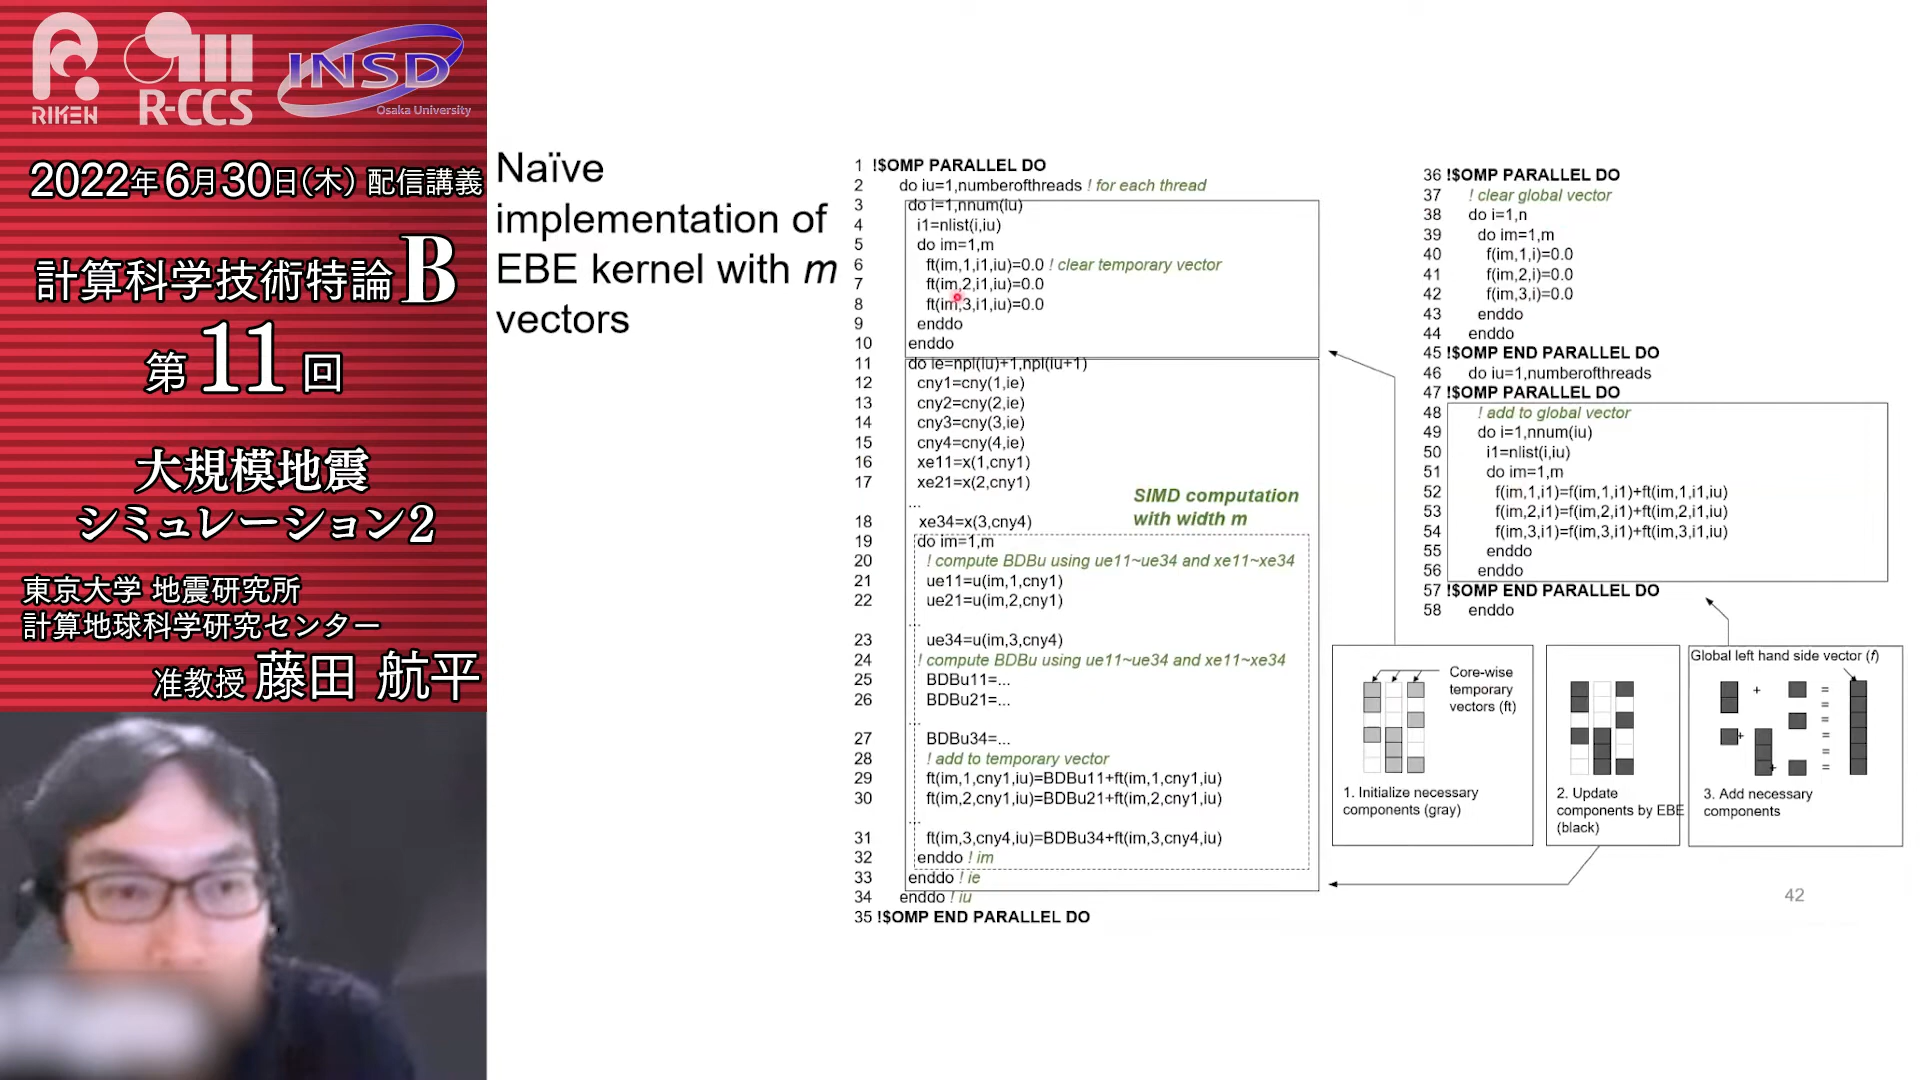 RIKEN
R-CCS
INSD
Osaka University
2022年6月30日(木) 配信講義
計算科学技術特論B
第11回
大規模地震
シミュレーション2
東京大学 地震研究所
計算地球科学研究センター
准教授 藤田 航平
Naïve
implementation of
EBE kernel with m
vectors
1 !$OMP PARALLEL DO
2 do iu=1,numberofthreads ! for each thread
3 do i=1,nnum(iu)
4 i1=nlist(i,iu)
5 do im=1,m
6 ft(im,1,i1,iu)=0.0 ! clear temporary vector
7 ft(im,2,i1,iu)=0.0
8 ft(im,3,i1,iu)=0.0
9 enddo
10 enddo
11 do ie=npl(iu)+1,npl(iu+1)
12 cny1=cny(1,ie)
13 cny2=cny(2,ie)
14 cny3=cny(3,ie)
15 cny4=cny(4,ie)
16 xe11=x(1,cny1)
17 xe21=x(2,cny1)
...
18 xe34=x(3,cny4)
SIMD computation
with width m
19 do im=1,m
20 ! compute BDBu using ue11~ue34 and xe11~xe34
21 ue11=u(im,1,cny1)
22 ue21=u(im,2,cny1)
...
23 ue34=u(im,3,cny4)
24 ! compute BDBu using ue11~ue34 and xe11~xe34
25 BDBu11=...
26 BDBu21=...
...
27 BDBu34=...
28 ! add to temporary vector
29 ft(im,1,cny1,iu)=BDBu11+ft(im,1,cny1,iu)
30 ft(im,2,cny1,iu)=BDBu21+ft(im,2,cny1,iu)
...
31 ft(im,3,cny4,iu)=BDBu34+ft(im,3,cny4,iu)
32 enddo ! im
33 enddo ! ie
34 enddo ! iu
35 !$OMP END PARALLEL DO
36 !$OMP PARALLEL DO
37 ! clear global vector
38 do i=1,n
39 do im=1,m
40 f(im,1,i)=0.0
41 f(im,2,i)=0.0
42 f(im,3,i)=0.0
43 enddo
44 enddo
45 !$OMP END PARALLEL DO
46 do iu=1,numberofthreads
47 !$OMP PARALLEL DO
48 ! add to global vector
49 do i=1,nnum(iu)
50 i1=nlist(i,iu)
51 do im=1,m
52 f(im,1,i1)=f(im,1,i1)+ft(im,1,i1,iu)
53 f(im,2,i1)=f(im,2,i1)+ft(im,2,i1,iu)
54 f(im,3,i1)=f(im,3,i1)+ft(im,3,i1,iu)
55 enddo
56 enddo
57 !$OMP END PARALLEL DO
58 enddo
Core-wise
temporary
vectors (ft)
1. Initialize necessary
components (gray)
2. Update
components by EBE
(black)
Global left hand side vector (f)
+ =
=
=
+ =
=
+ =
3. Add necessary
components
42